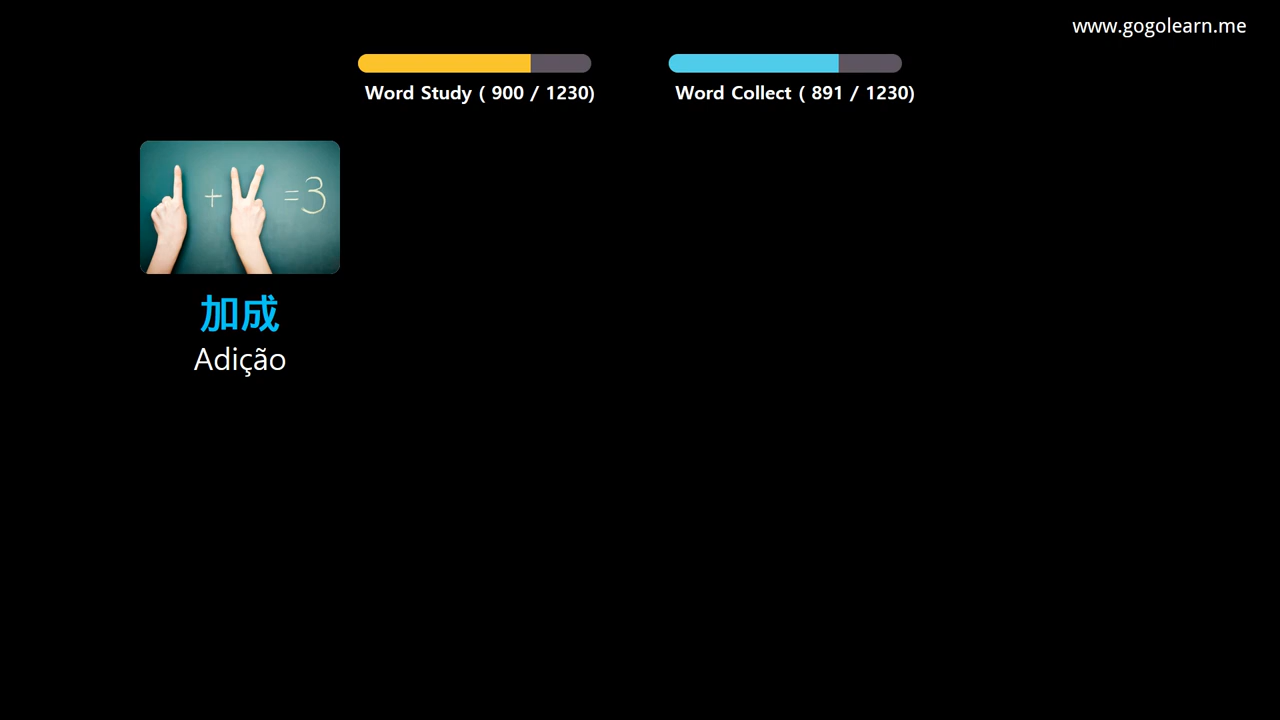 www.gogolearn.me
Word Study ( 900 / 1230)
Word Collect ( 891 / 1230)
+ =3
加成
Adição